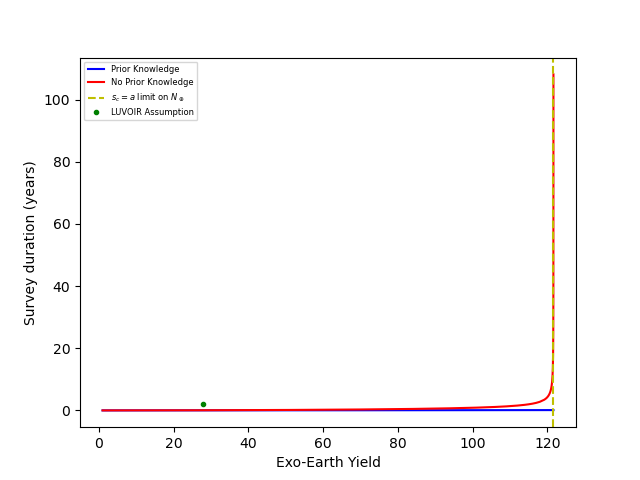 Prior Knowledge
No Prior Knowledge
$s_c = a$ limit on $N_\oplus$
LUVOIR Assumption
Survey duration (years)
100
80
60
40
20
0
0 20 40 60 80 100 120
Exo-Earth Yield